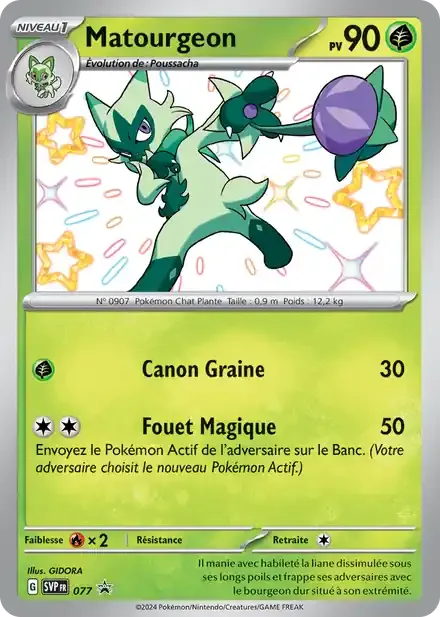 NIVEAU 1
Matourgeon
PV 90
Évolution de : Poussacha
N° 0907 Pokémon Chat Plante Taille : 0,9 m Poids : 12,2 kg
Canon Graine 30
Fouet Magique 50
Envoyez le Pokémon Actif de l'adversaire sur le Banc. (Votre
adversaire choisit le nouveau Pokémon Actif.)
Faiblesse ×2 Résistance Retraite
Illus. GIDORA
G SVP FR 077
Il manie avec habileté la liane dissimulée sous
ses longs poils et frappe ses adversaires avec
le bourgeon dur situé à son extrémité.
©2024 Pokémon/Nintendo/Creatures/GAME FREAK